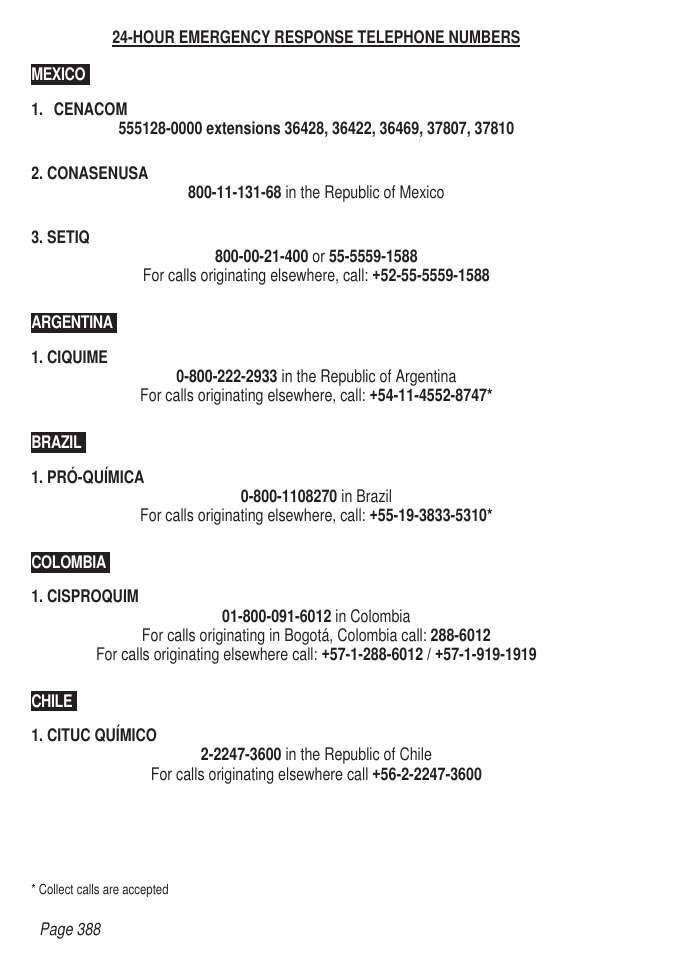 24-HOUR EMERGENCY RESPONSE TELEPHONE NUMBERS
MEXICO
1. CENACOM
555128-0000 extensions 36428, 36422, 36469, 37807, 37810
2. CONASENUSA
800-11-131-68 in the Republic of Mexico
3. SETIQ
800-00-21-400 or 55-5559-1588
For calls originating elsewhere, call: +52-55-5559-1588
ARGENTINA
1. CIQUIME
0-800-222-2933 in the Republic of Argentina
For calls originating elsewhere, call: +54-11-4552-8747*
BRAZIL
1. PRÓ-QUÍMICA
0-800-1108270 in Brazil
For calls originating elsewhere, call: +55-19-3833-5310*
COLOMBIA
1. CISPROQUIM
01-800-091-6012 in Colombia
For calls originating in Bogotá, Colombia call: 288-6012
For calls originating elsewhere call: +57-1-288-6012 / +57-1-919-1919
CHILE
1. CITUC QUÍMICO
2-2247-3600 in the Republic of Chile
For calls originating elsewhere call +56-2-2247-3600
* Collect calls are accepted
Page 388